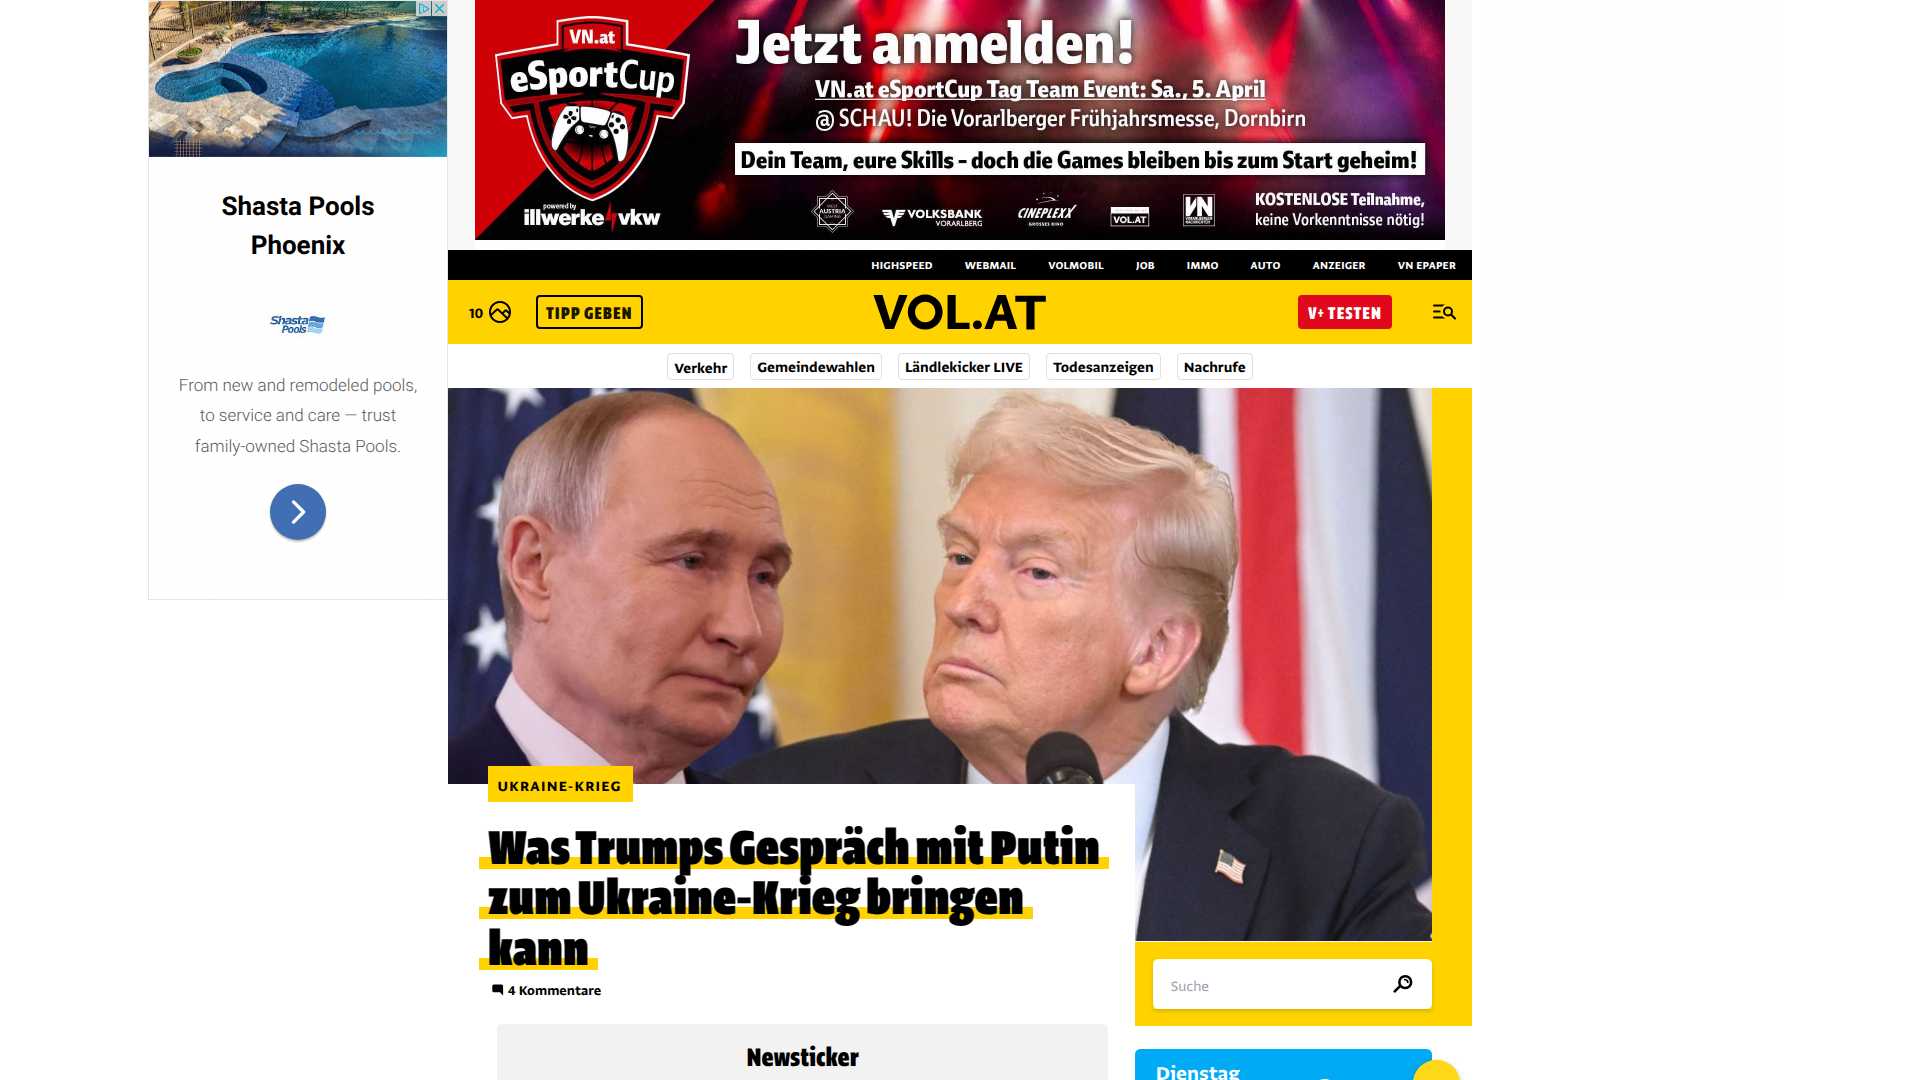 Shasta Pools
Phoenix
Shasta
Pools
From new and remodeled pools,
to service and care — trust
family-owned Shasta Pools.
VN.at
eSportCup
powered by
illwerke vkw
Jetzt anmelden!
VN.at eSportCup Tag Team Event: Sa., 5. April
@ SCHAU! Die Vorarlberger Frühjahrsmesse, Dornbirn
Dein Team, eure Skills – doch die Games bleiben bis zum Start geheim!
AUSTRIA
VOLKSBANK
VORARLBERG
CINEPLEXX
VOL.AT
VN
KOSTENLOSE Teilnahme,
keine Vorkenntnisse nötig!
HIGHSPEED WEBMAIL VOLMOBIL JOB IMMO AUTO ANZEIGER VN EPAPER
10 TIPP GEBEN VOL.AT V+ TESTEN
Verkehr Gemeindewahlen Ländlekicker LIVE Todesanzeigen Nachrufe
UKRAINE-KRIEG
Was Trumps Gespräch mit Putin
zum Ukraine-Krieg bringen
kann
4 Kommentare
Suche
Newsticker
Dienstag